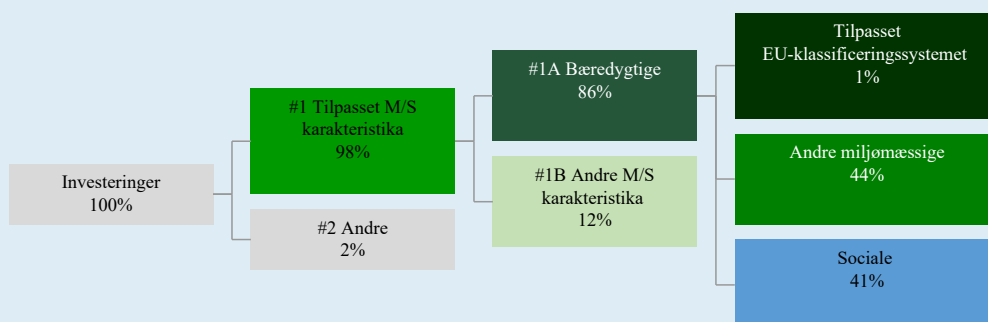 Investeringer
100%
#1 Tilpasset M/S
karakteristika
98%
#2 Andre
2%
#1A Bæredygtige
86%
#1B Andre M/S
karakteristika
12%
Tilpasset
EU-klassificeringssystemet
1%
Andre miljømæssige
44%
Sociale
41%